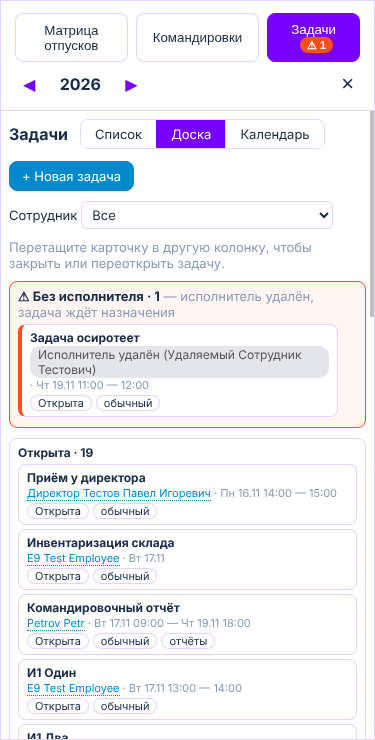 Матрица
отпусков
Командировки
Задачи
⚠ 1
◀ 2026 ▶ ×
Задачи
Список
Доска
Календарь
+ Новая задача
Сотрудник Все
Перетащите карточку в другую колонку, чтобы
закрыть или переоткрыть задачу.
⚠ Без исполнителя · 1 — исполнитель удалён,
задача ждёт назначения
Задача осиротеет
Исполнитель удалён (Удаляемый Сотрудник
Тестович)
· Чт 19.11 11:00 — 12:00
Открыта обычный
Открыта · 19
Приём у директора
Директор Тестов Павел Игоревич · Пн 16.11 14:00 — 15:00
Открыта обычный
Инвентаризация склада
E9 Test Employee · Вт 17.11
Открыта обычный
Командировочный отчёт
Petrov Petr · Вт 17.11 09:00 — Чт 19.11 18:00
Открыта обычный отчёты
И1 Один
E9 Test Employee · Вт 17.11 13:00 — 14:00
Открыта обычный
И1 Два